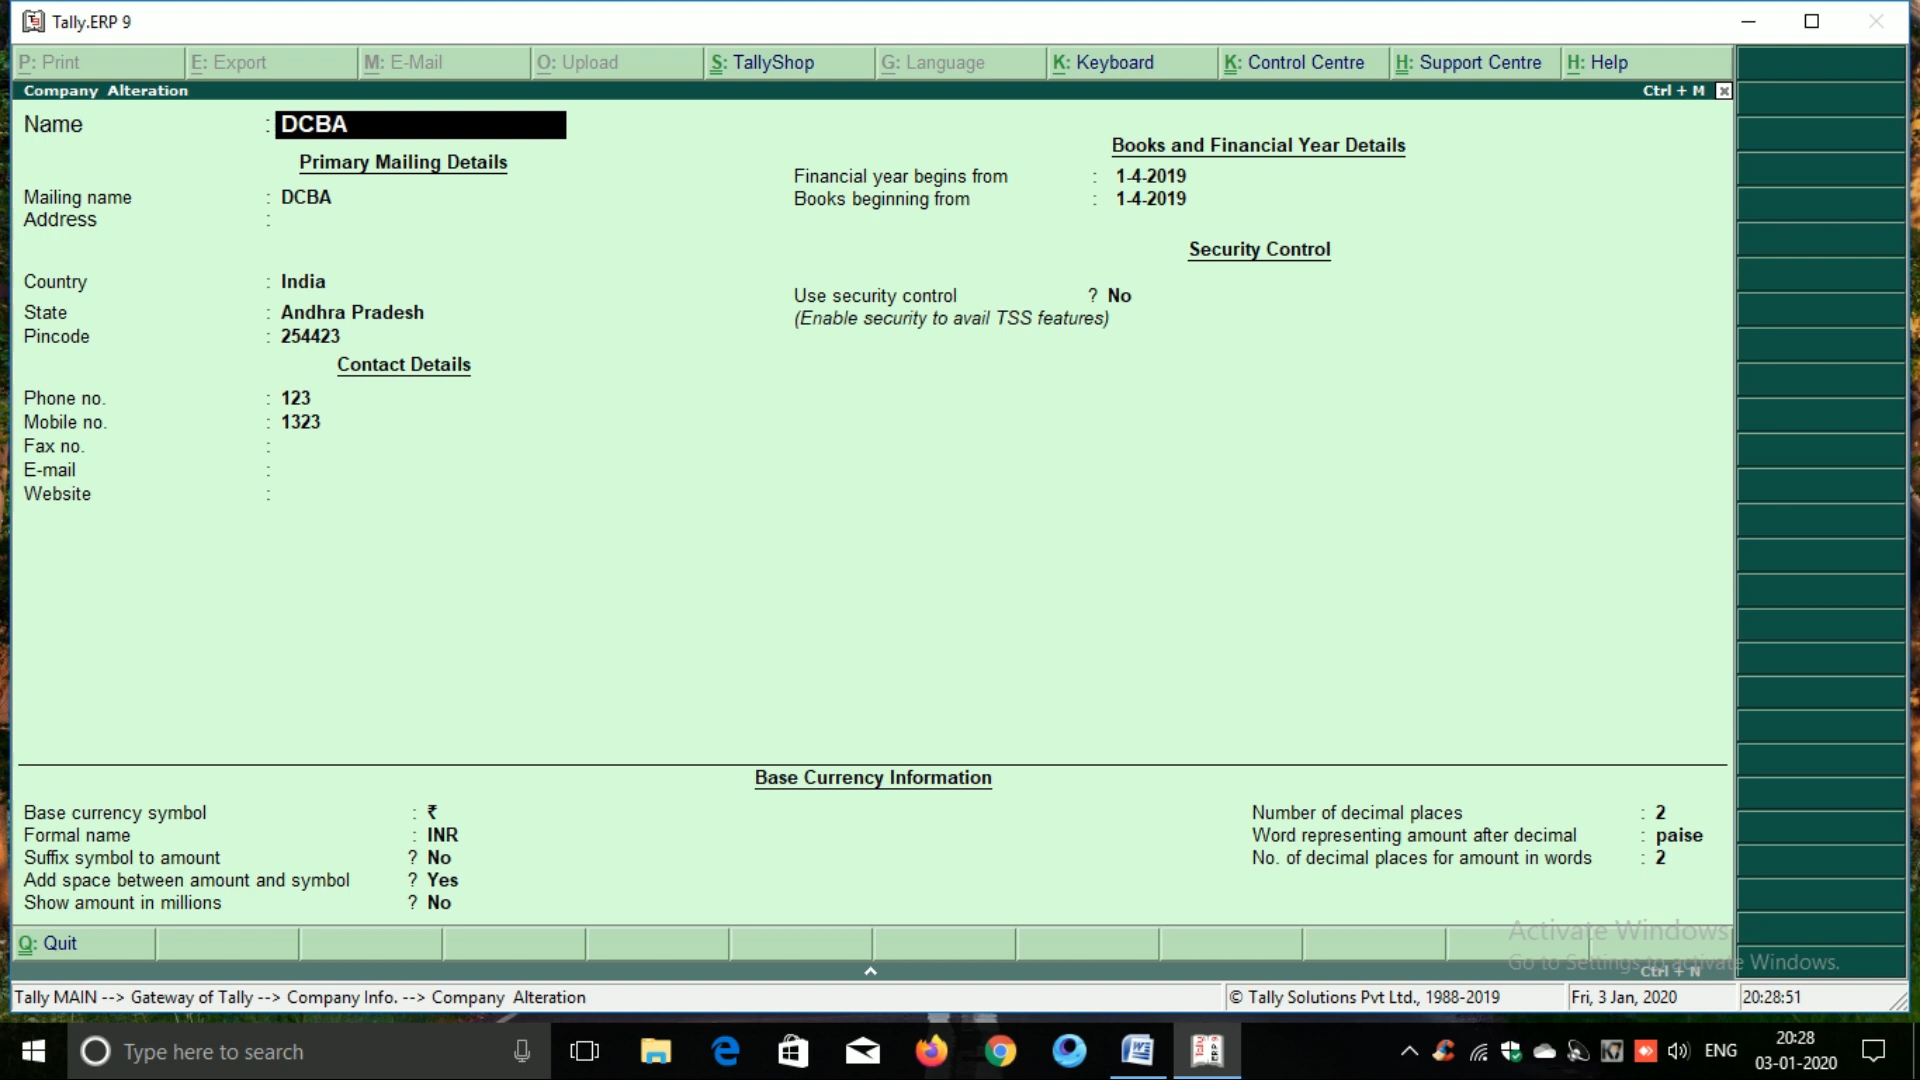 Tally.ERP 9
P: Print E: Export M: E-Mail O: Upload S: TallyShop G: Language K: Keyboard K: Control Centre H: Support Centre H: Help
Company Alteration Ctrl + M
Name : DCBA
Primary Mailing Details
Mailing name : DCBA
Address :
Country : India
State : Andhra Pradesh
Pincode : 254423
Contact Details
Phone no. : 123
Mobile no. : 1323
Fax no. :
E-mail :
Website :
Books and Financial Year Details
Financial year begins from : 1-4-2019
Books beginning from : 1-4-2019
Security Control
Use security control ? No
(Enable security to avail TSS features)
Base Currency Information
Base currency symbol : ₹
Formal name : INR
Suffix symbol to amount ? No
Add space between amount and symbol ? Yes
Show amount in millions ? No
Number of decimal places : 2
Word representing amount after decimal : paise
No. of decimal places for amount in words : 2
Activate Windows
Go to Settings to activate Windows.
Q: Quit
Ctrl + N
Tally MAIN --> Gateway of Tally --> Company Info. --> Company Alteration © Tally Solutions Pvt Ltd., 1988-2019 Fri, 3 Jan, 2020 20:28:51
Type here to search ENG 20:28
03-01-2020